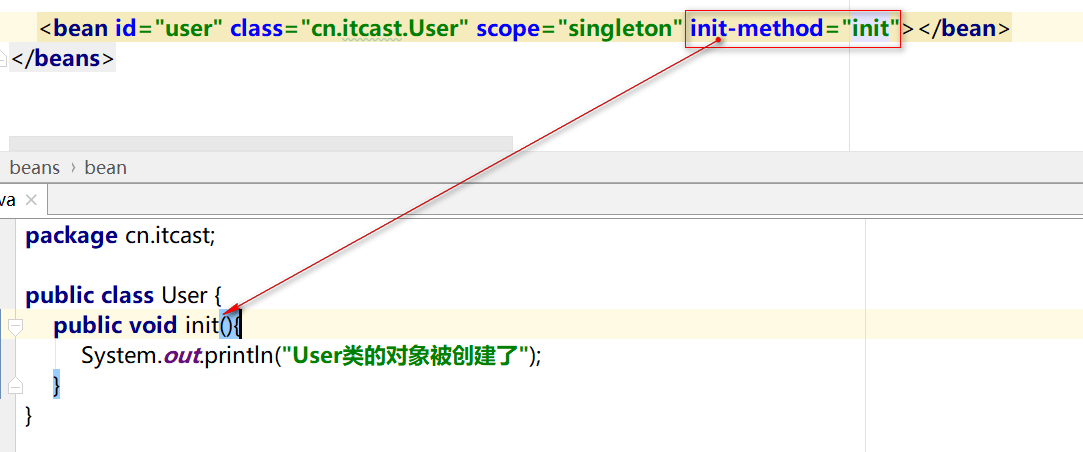 <bean id="user" class="cn.itcast.User" scope="singleton" init-method="init"></bean>
</beans>
beans › bean
va ×
package cn.itcast;
public class User {
public void init(){
System.out.println("User类的对象被创建了");
}
}